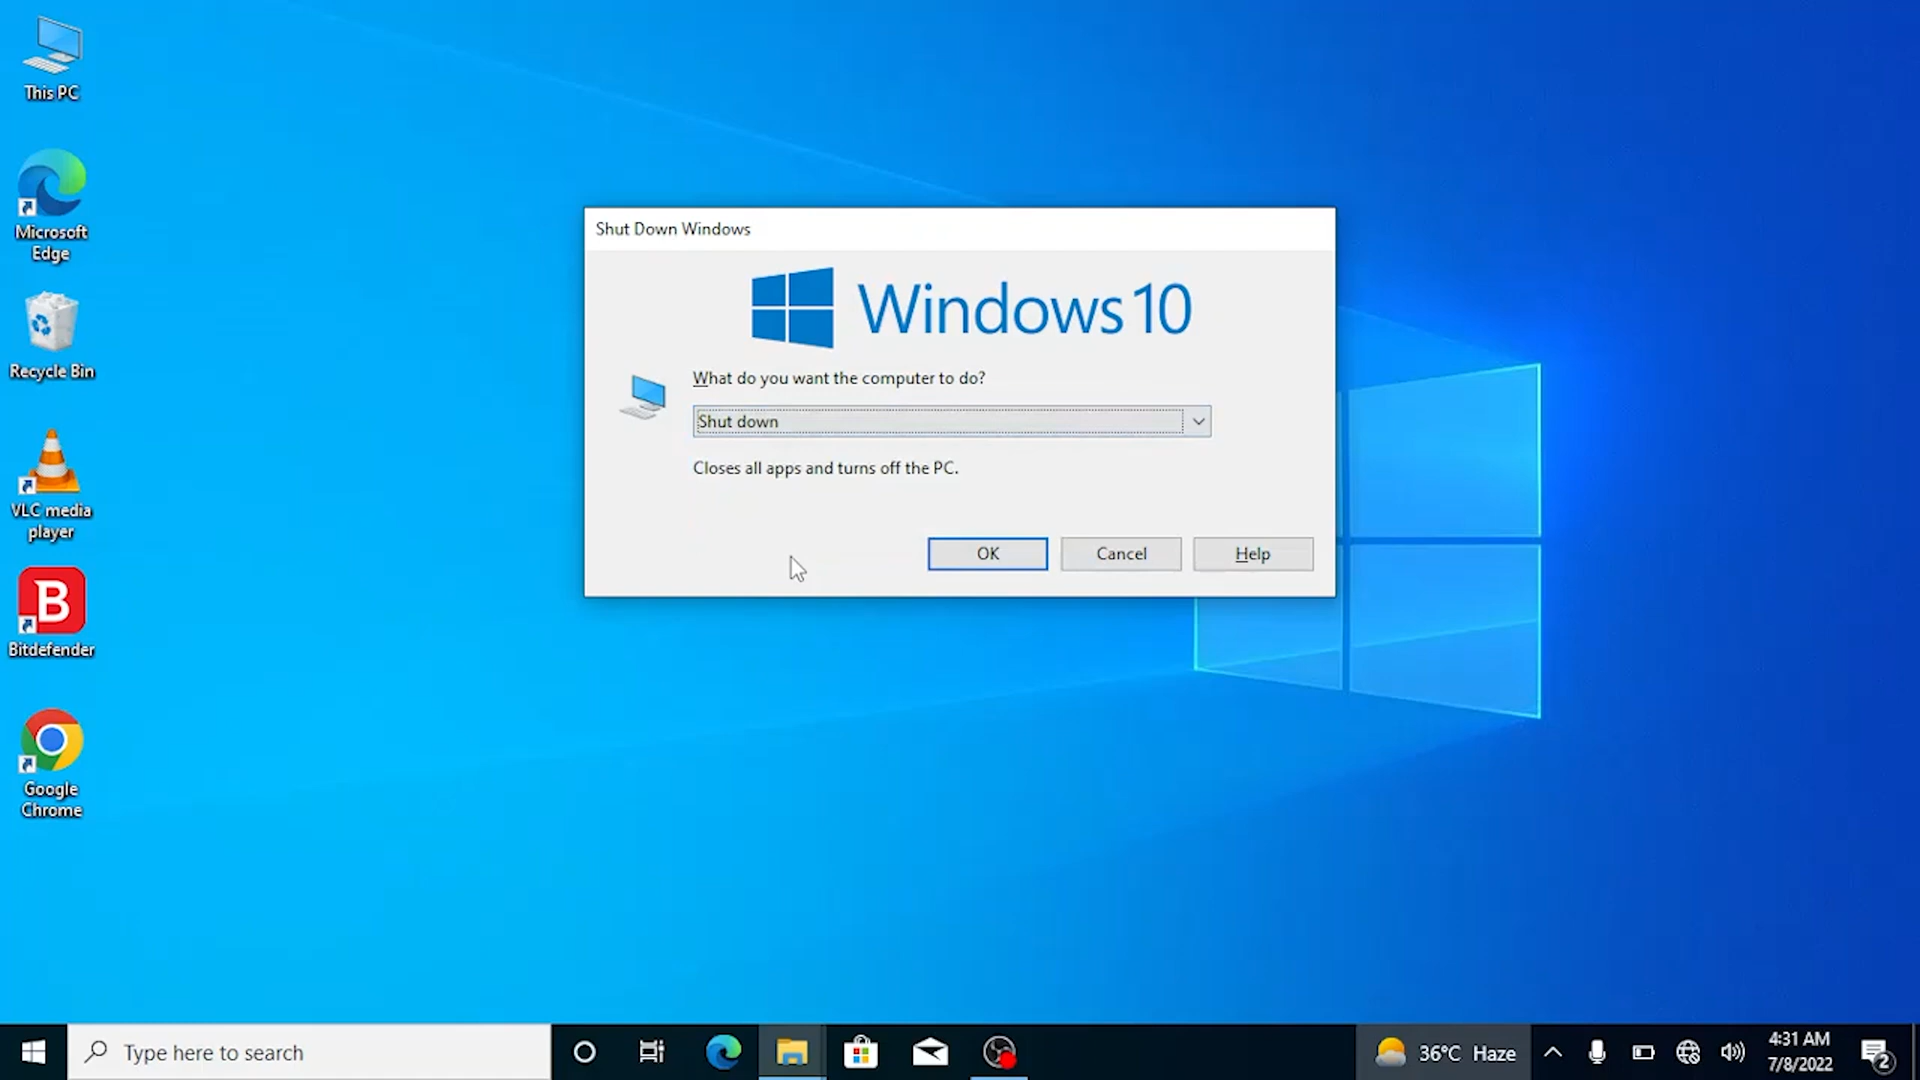 This PC
Microsoft
Edge
Recycle Bin
VLC media
player
Bitdefender
Google
Chrome
Shut Down Windows
Windows 10
What do you want the computer to do?
Shut down
Closes all apps and turns off the PC.
OK
Cancel
Help
Type here to search
36°C Haze
4:31 AM
7/8/2022
2